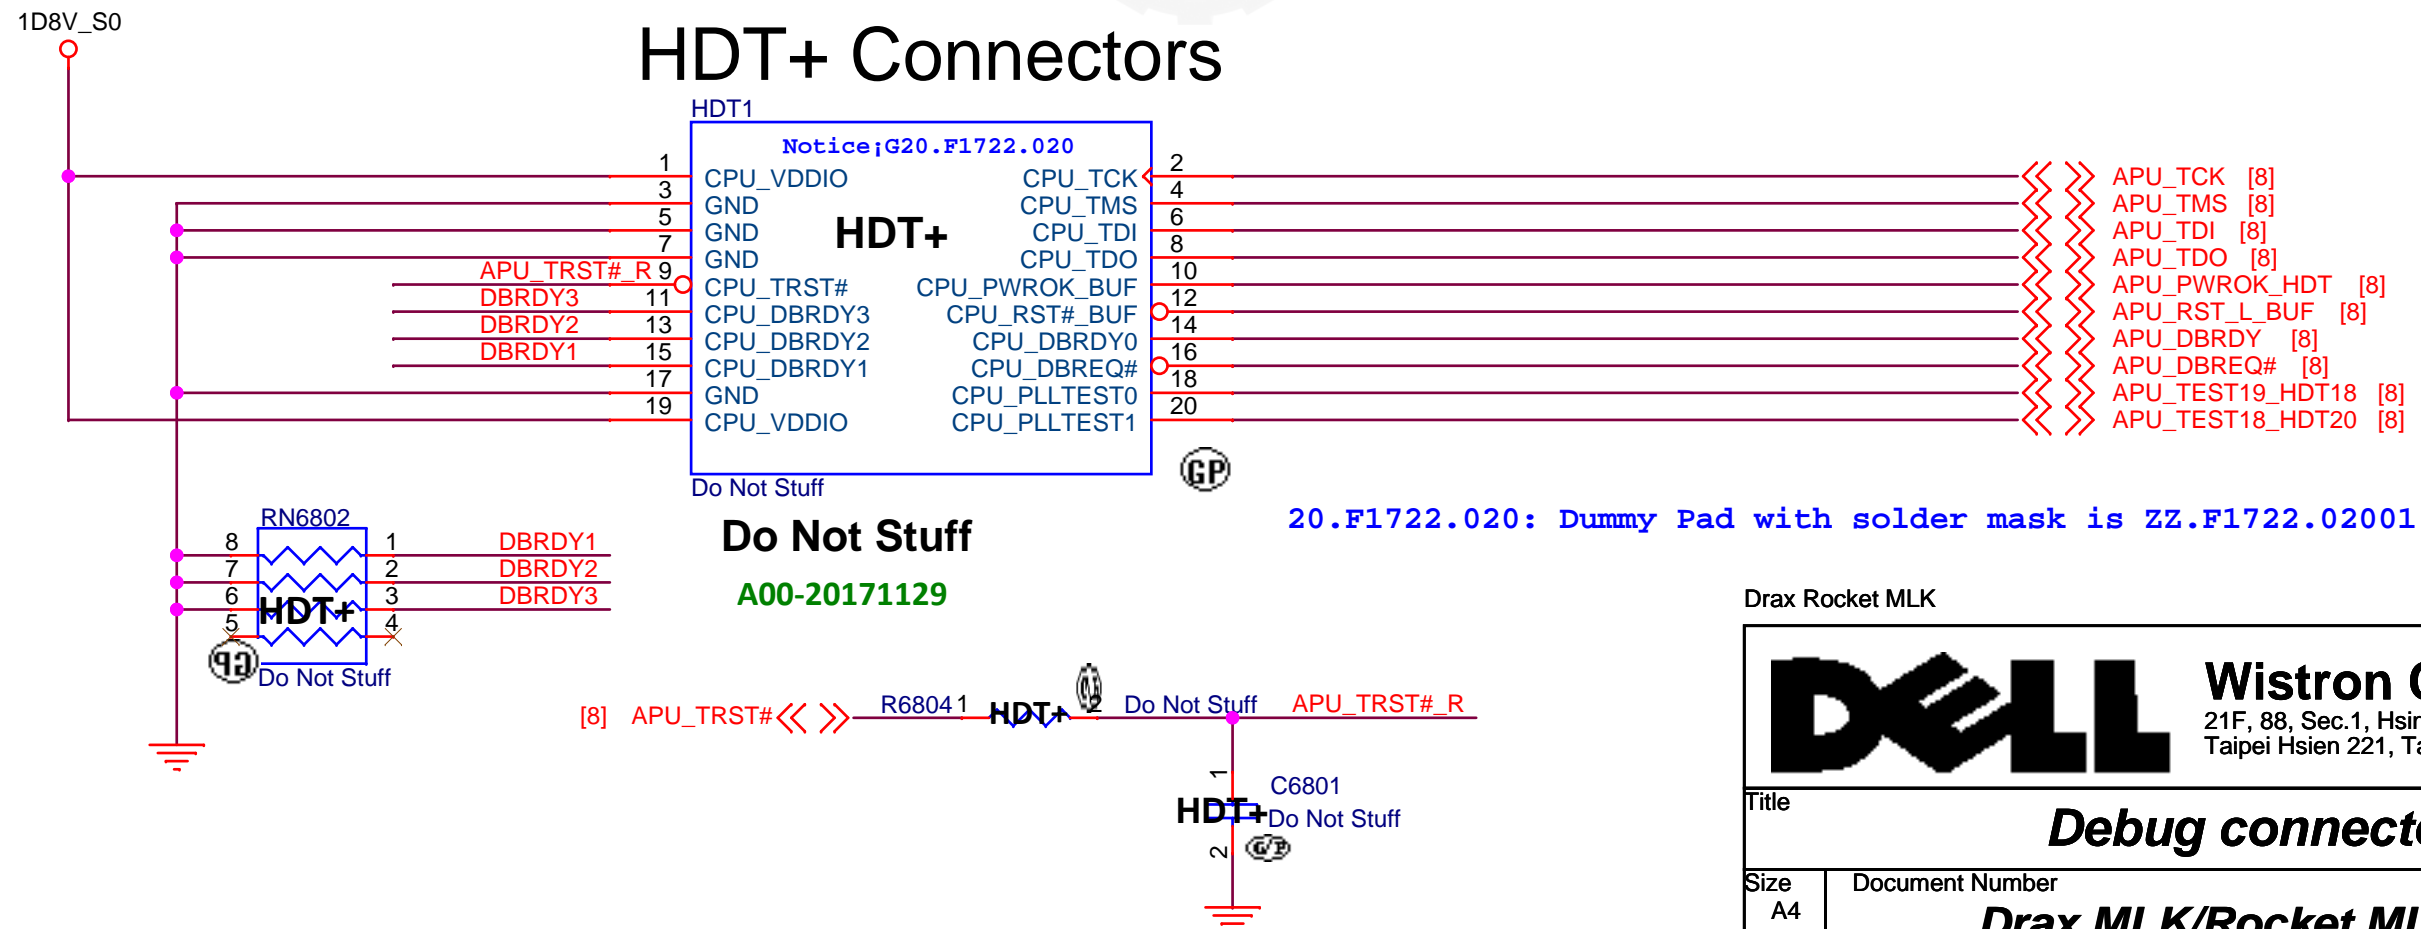 1D8V_S0
HDT+ Connectors
HDT1
Notice;G20.F1722.020
1 CPU_VDDIO CPU_TCK 2 APU_TCK [8]
3 GND CPU_TMS 4 APU_TMS [8]
5 GND CPU_TDI 6 APU_TDI [8]
7 GND CPU_TDO 8 APU_TDO [8]
APU_TRST#_R 9 CPU_TRST# CPU_PWROK_BUF 10 APU_PWROK_HDT [8]
DBRDY3 11 CPU_DBRDY3 CPU_RST#_BUF 12 APU_RST_L_BUF [8]
DBRDY2 13 CPU_DBRDY2 CPU_DBRDY0 14 APU_DBRDY [8]
DBRDY1 15 CPU_DBRDY1 CPU_DBREQ# 16 APU_DBREQ# [8]
17 GND CPU_PLLTEST0 18 APU_TEST19_HDT18 [8]
19 CPU_VDDIO CPU_PLLTEST1 20 APU_TEST18_HDT20 [8]
HDT+
GP
Do Not Stuff
Do Not Stuff
A00-20171129
20.F1722.020: Dummy Pad with solder mask is ZZ.F1722.02001
RN6802
8 1 DBRDY1
7 2 DBRDY2
6 3 DBRDY3
5 4
HDT+
GP
Do Not Stuff
[8] APU_TRST# R6804 1 HDT+ 2 Do Not Stuff APU_TRST#_R
1
C6801
HDT+ Do Not Stuff
2
Drax Rocket MLK
DELL
Wistron
21F, 88, Sec.1,
Taipei Hsien 221,
Title
Debug
Size
A4
Document Number
Drax MLK/Rocket